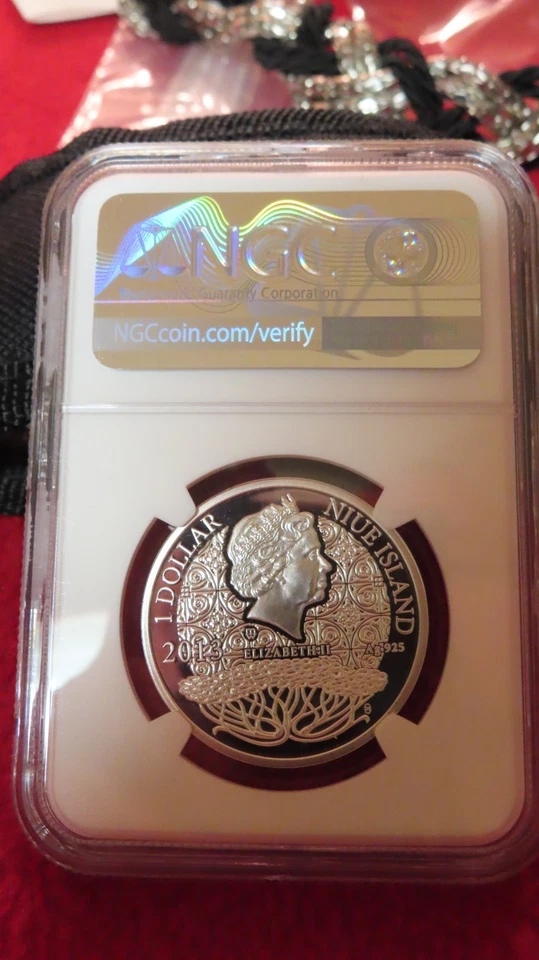 NGC
Guaranty Corporation
NGCcoin.com/verify
1 DOLLAR
NIUE ISLAND
2013
ELIZABETH II
Ag 925